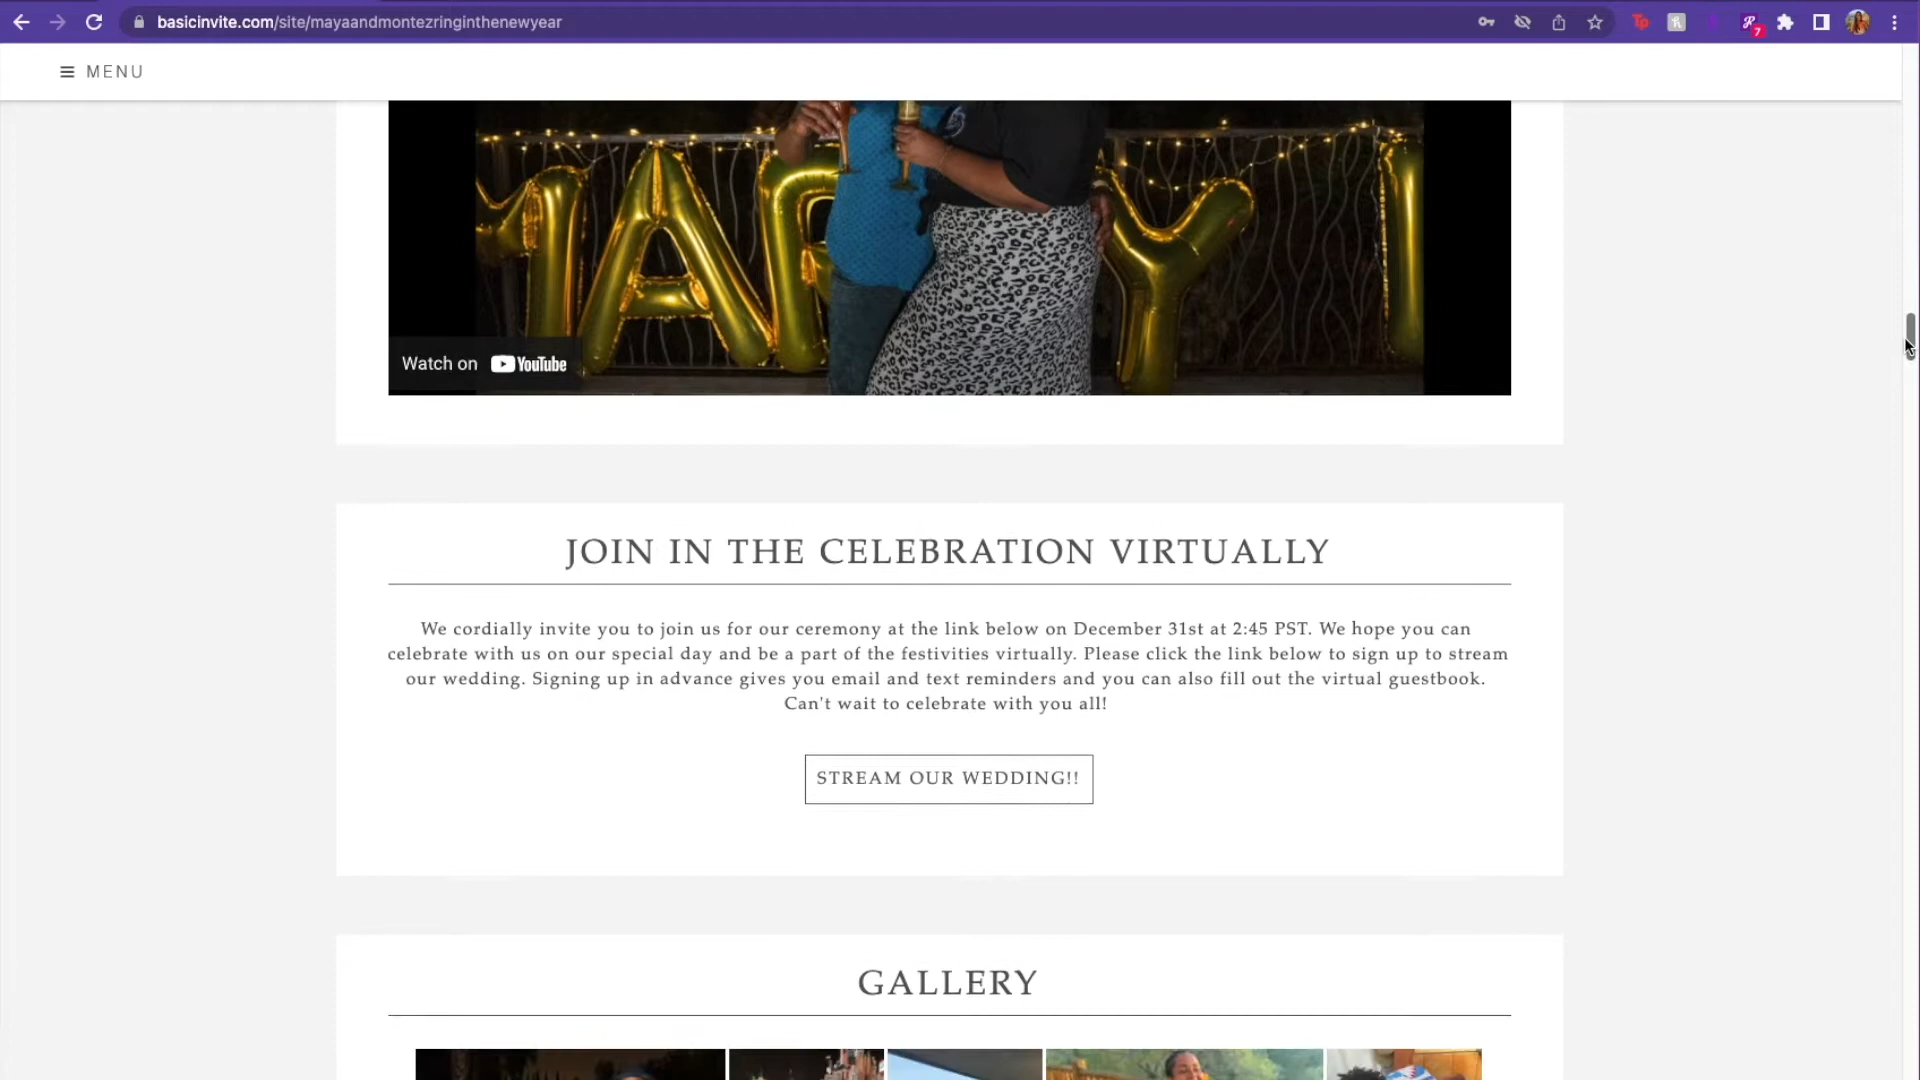 basicinvite.com/site/mayaandmontezringinthenewyear
7
MENU
MA
Y
Watch on YouTube
JOIN IN THE CELEBRATION VIRTUALLY
We cordially invite you to join us for our ceremony at the link below on December 31st at 2:45 PST. We hope you can
celebrate with us on our special day and be a part of the festivities virtually. Please click the link below to sign up to stream
our wedding. Signing up in advance gives you email and text reminders and you can also fill out the virtual guestbook.
Can't wait to celebrate with you all!
STREAM OUR WEDDING!!
GALLERY